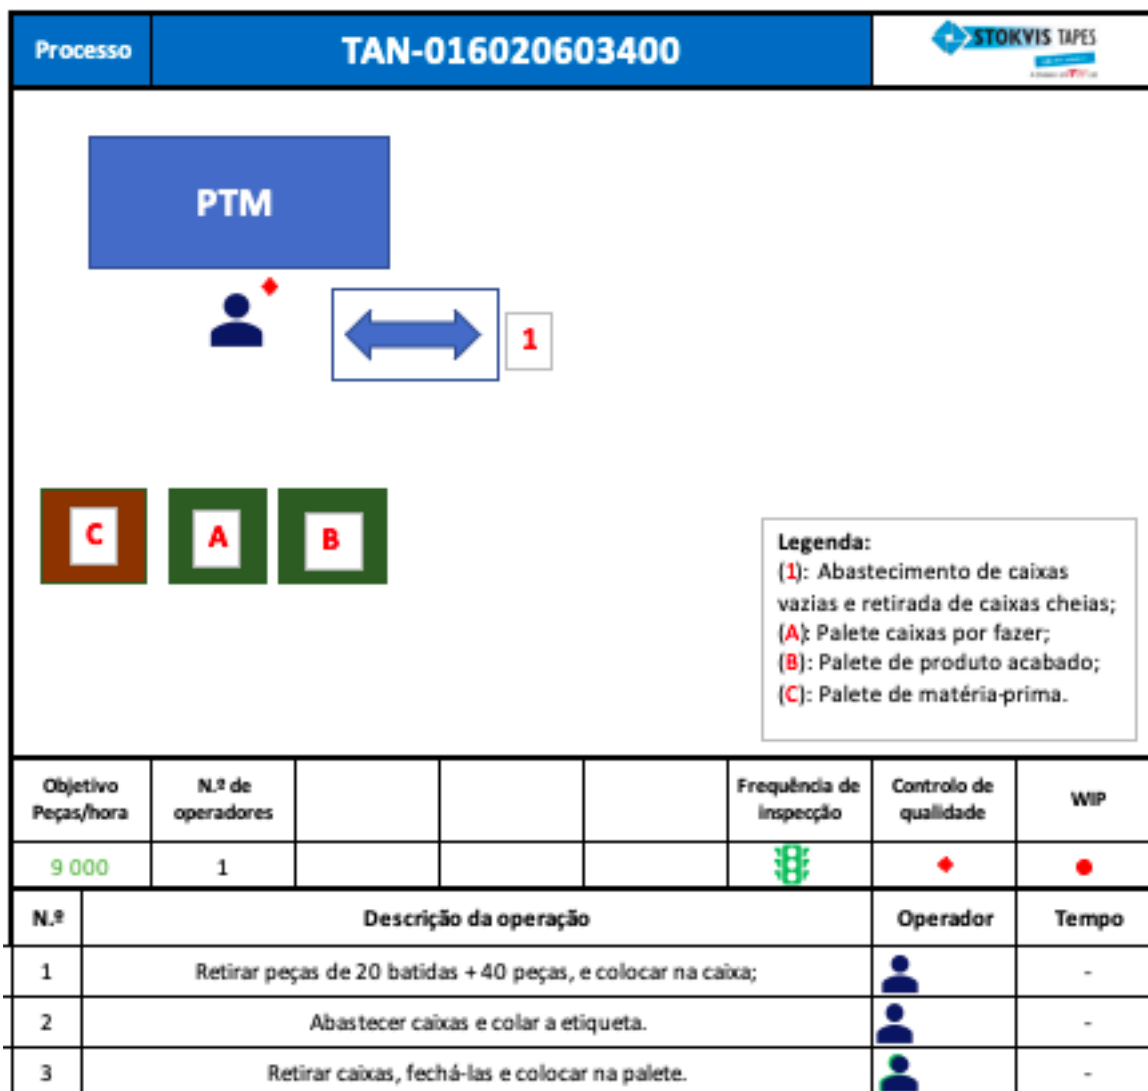 Processo
TAN-016020603400
STOKVIS TAPES
PTM
1
C
A
B
Legenda:
(1): Abastecimento de caixas
vazias e retirada de caixas cheias;
(A): Palete caixas por fazer;
(B): Palete de produto acabado;
(C): Palete de matéria-prima.
Objetivo
Peças/hora
N.º de
operadores
Frequência de
inspecção
Controlo de
qualidade
WIP
9 000
1
N.º
Descrição da operação
Operador
Tempo
1
Retirar peças de 20 batidas + 40 peças, e colocar na caixa;
-
2
Abastecer caixas e colar a etiqueta.
-
3
Retirar caixas, fechá-las e colocar na palete.
-